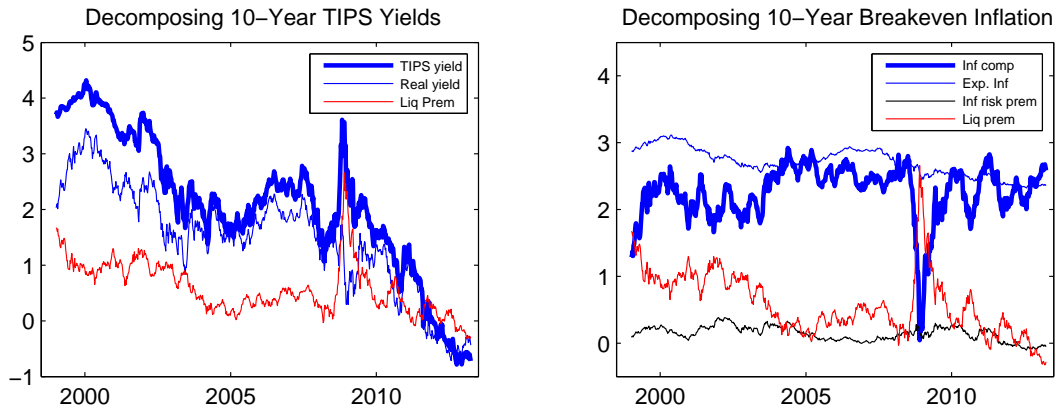 Decomposing 10−Year TIPS Yields
5
4
3
2
1
0
−1
2000
2005
2010
TIPS yield
Real yield
Liq Prem
Decomposing 10−Year Breakeven Inflation
4
3
2
1
0
2000
2005
2010
Inf comp
Exp. Inf
Inf risk prem
Liq prem